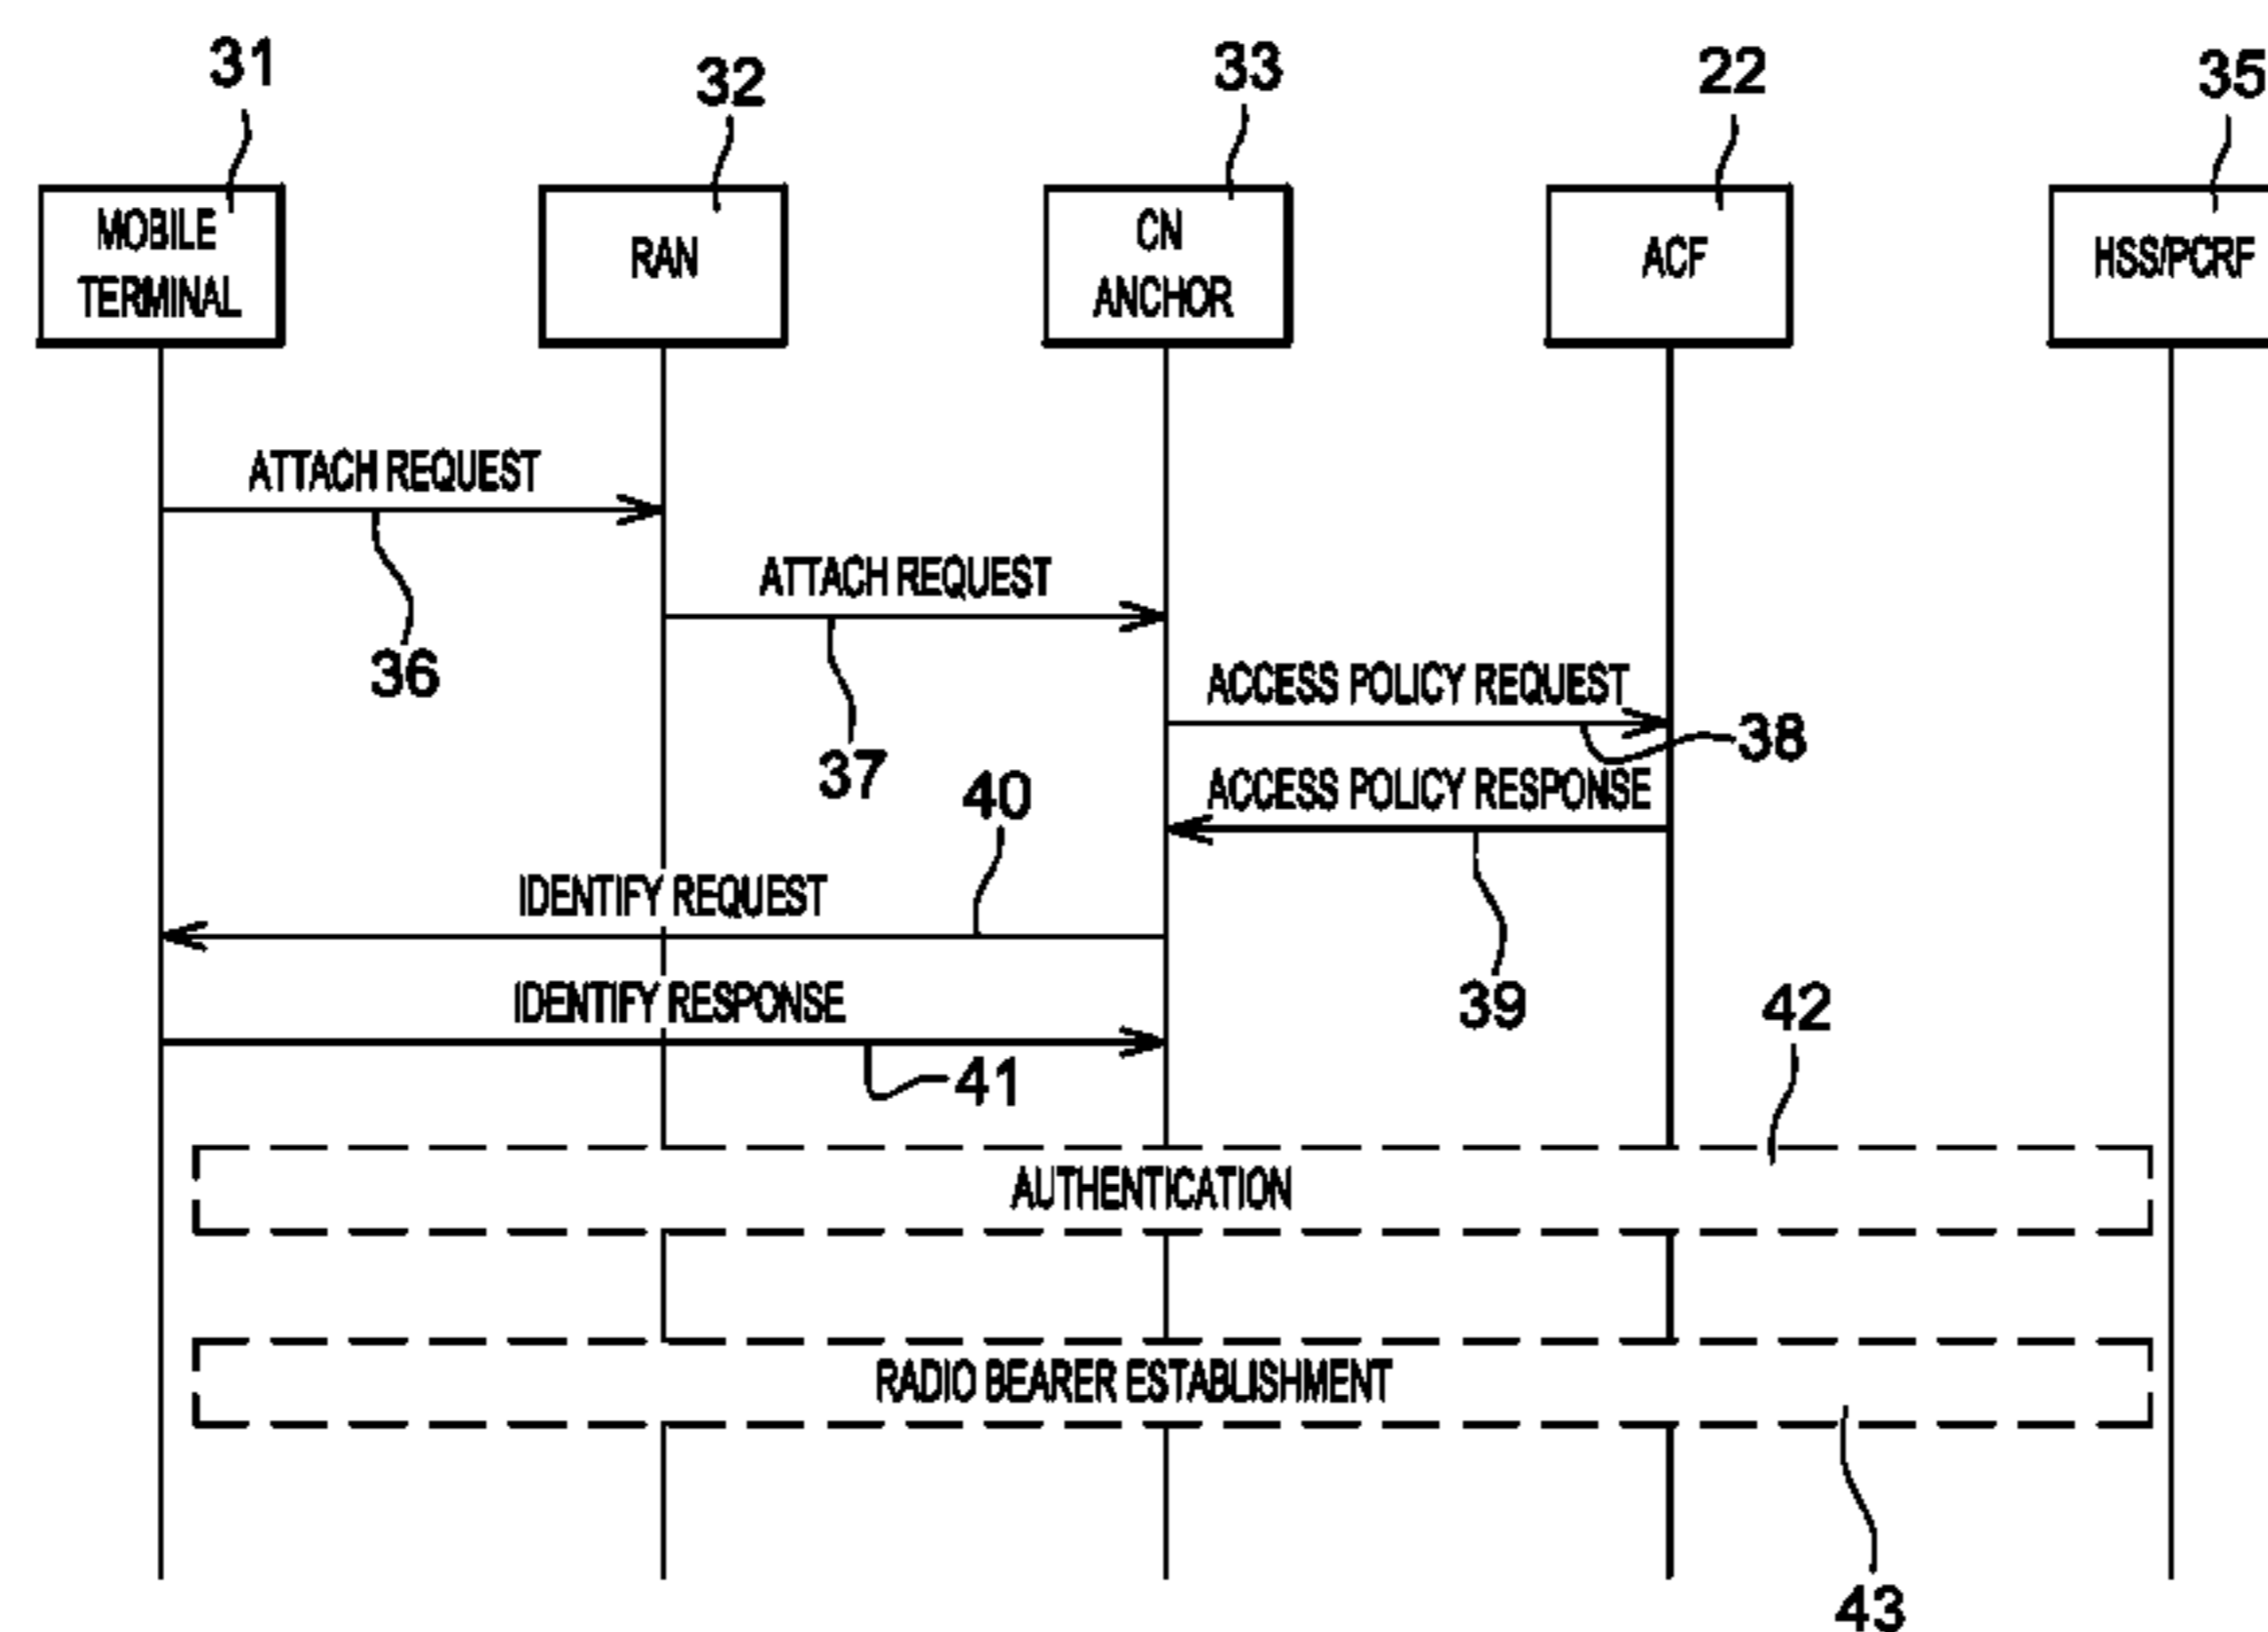 31
32
33
22
35
MOBILE
TERMINAL
RAN
CN
ANCHOR
ACF
HSS/PCRF
ATTACH REQUEST
36
ATTACH REQUEST
37
ACCESS POLICY REQUEST
38
ACCESS POLICY RESPONSE
39
40
IDENTIFY REQUEST
IDENTIFY RESPONSE
41
42
AUTHENTICATION
RADIO BEARER ESTABLISHMENT
43